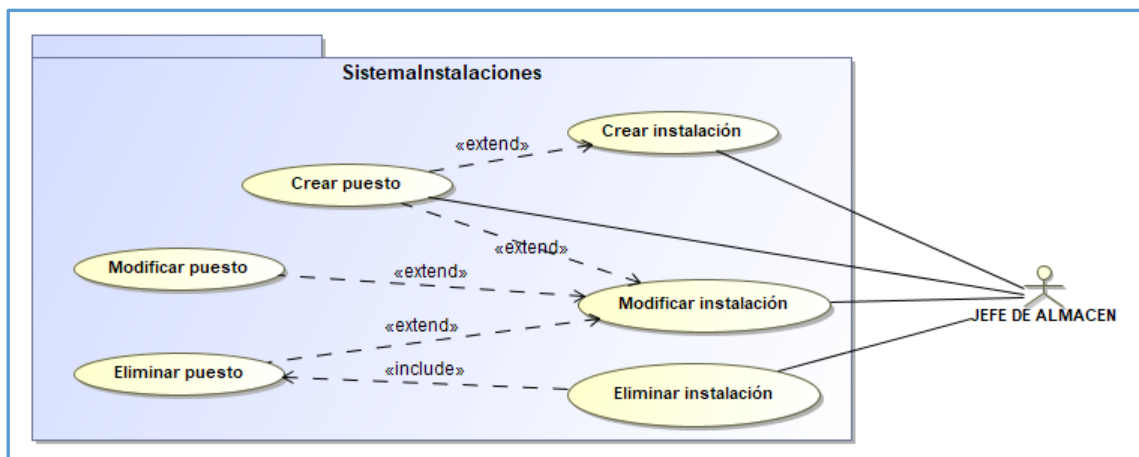 SistemaInstalaciones
Crear instalación
«extend»
Crear puesto
«extend»
Modificar puesto
«extend»
Modificar instalación
JEFE DE ALMACEN
«extend»
Eliminar puesto
«include»
Eliminar instalación